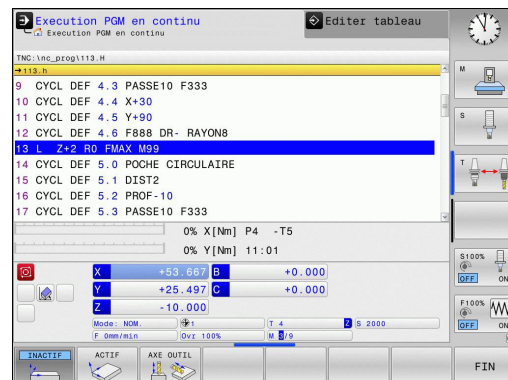 Execution PGM en continu
Execution PGM en continu
Editer tableau
TNC:\nc_prog\113.H
→113.h
9 CYCL DEF 4.3 PASSE10 F333
10 CYCL DEF 4.4 X+30
11 CYCL DEF 4.5 Y+90
12 CYCL DEF 4.6 F888 DR- RAYON8
13 L Z+2 R0 FMAX M99
14 CYCL DEF 5.0 POCHE CIRCULAIRE
15 CYCL DEF 5.1 DIST2
16 CYCL DEF 5.2 PROF-10
17 CYCL DEF 5.3 PASSE10 F333
0% X[Nm] P4 -T5
0% Y[Nm] 11:01
X +53.667 B +0.000
Y +25.497 C +0.000
Z -10.000
Mode: NOM. 1 T 4 Z S 2000
F 0mm/min Ovr 100% M 3/9
M
S
T
S100%
OFF ON
F100%
OFF ON
INACTIF ACTIF AXE OUTIL FIN